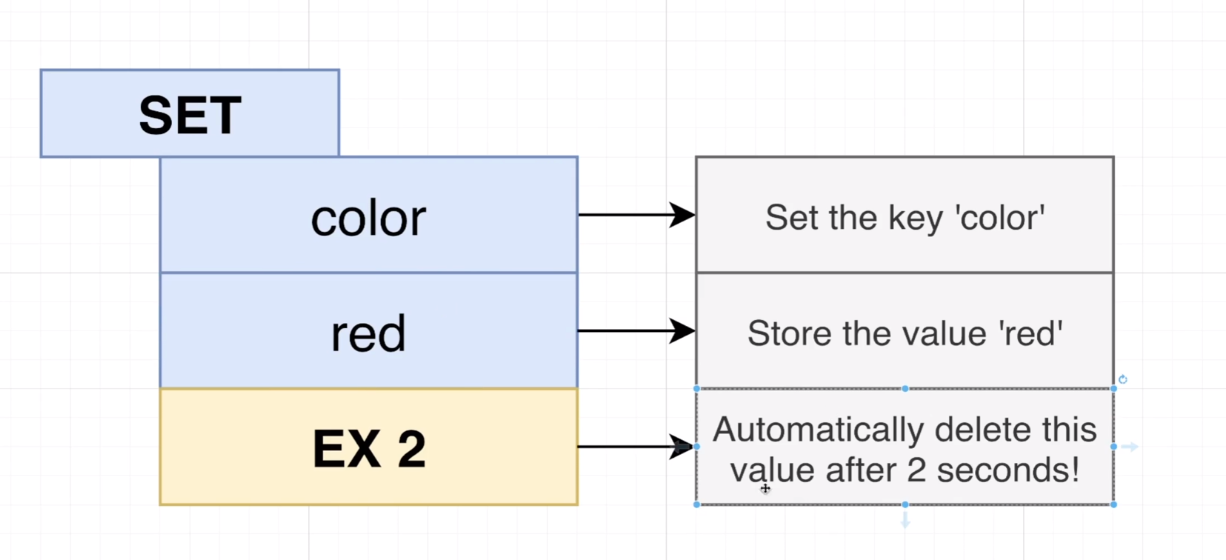 SET
color
Set the key 'color'
red
Store the value 'red'
EX 2
Automatically delete this
value after 2 seconds!